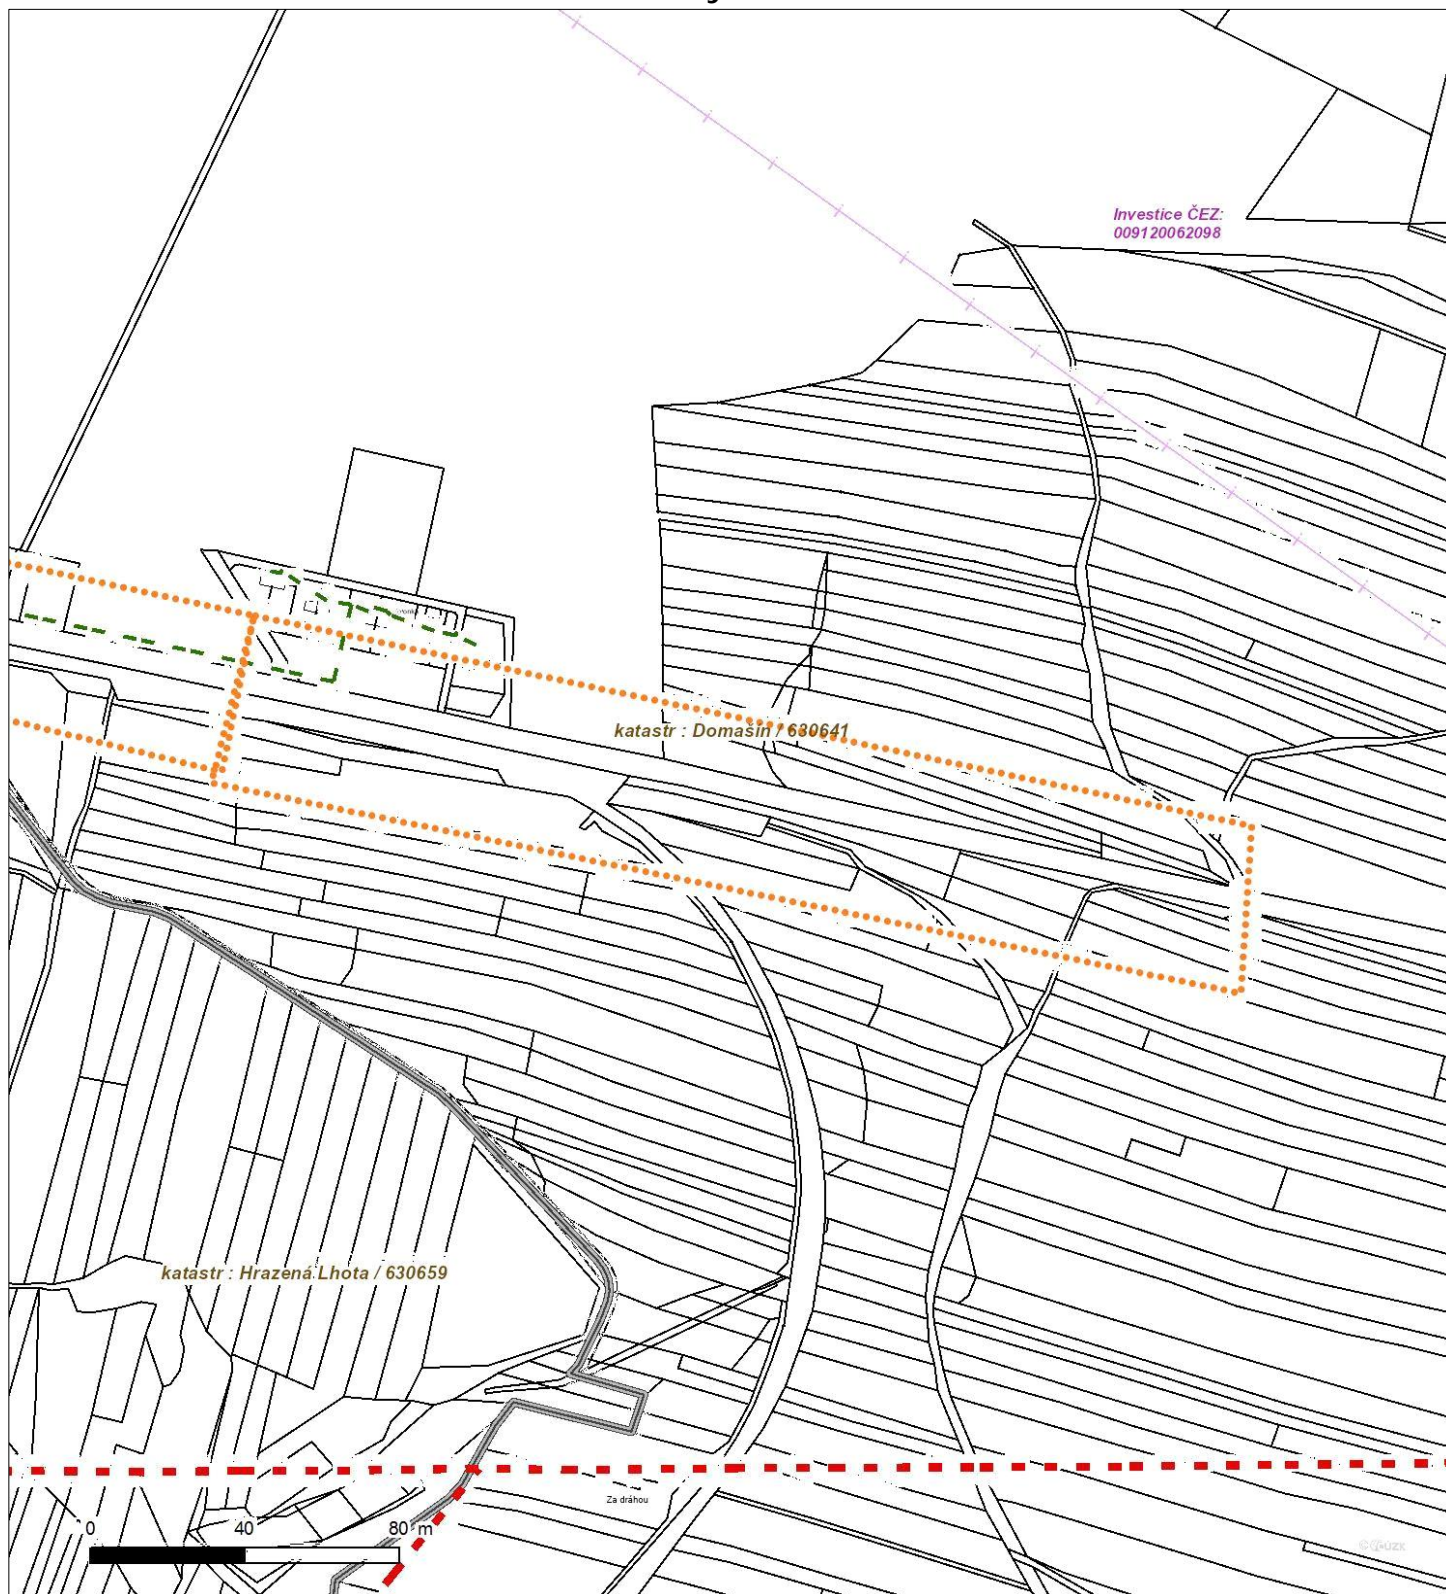 Investice ČEZ:
009120062098
katastr : Domašín / 630641
katastr : Hrazená Lhota / 630659
Za dráhou
0 40 80 m